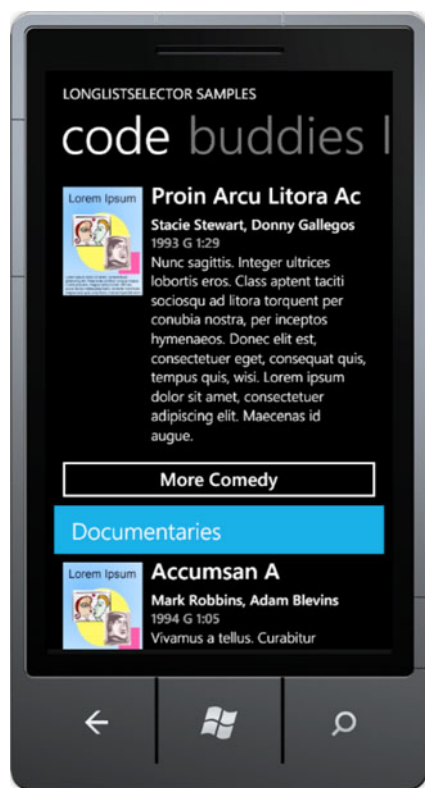 LONGLISTSELECTOR SAMPLES
code buddies l
Lorem Ipsum
Proin Arcu Litora Ac
Stacie Stewart, Donny Gallegos
1993 G 1:29
Nunc sagittis. Integer ultrices
lobortis eros. Class aptent taciti
sociosqu ad litora torquent per
conubia nostra, per inceptos
hymenaeos. Donec elit est,
consectetuer eget, consequat quis,
tempus quis, wisi. Lorem ipsum
dolor sit amet, consectetuer
adipiscing elit. Maecenas id
augue.
More Comedy
Documentaries
Lorem Ipsum
Accumsan A
Mark Robbins, Adam Blevins
1994 G 1:05
Vivamus a tellus. Curabitur